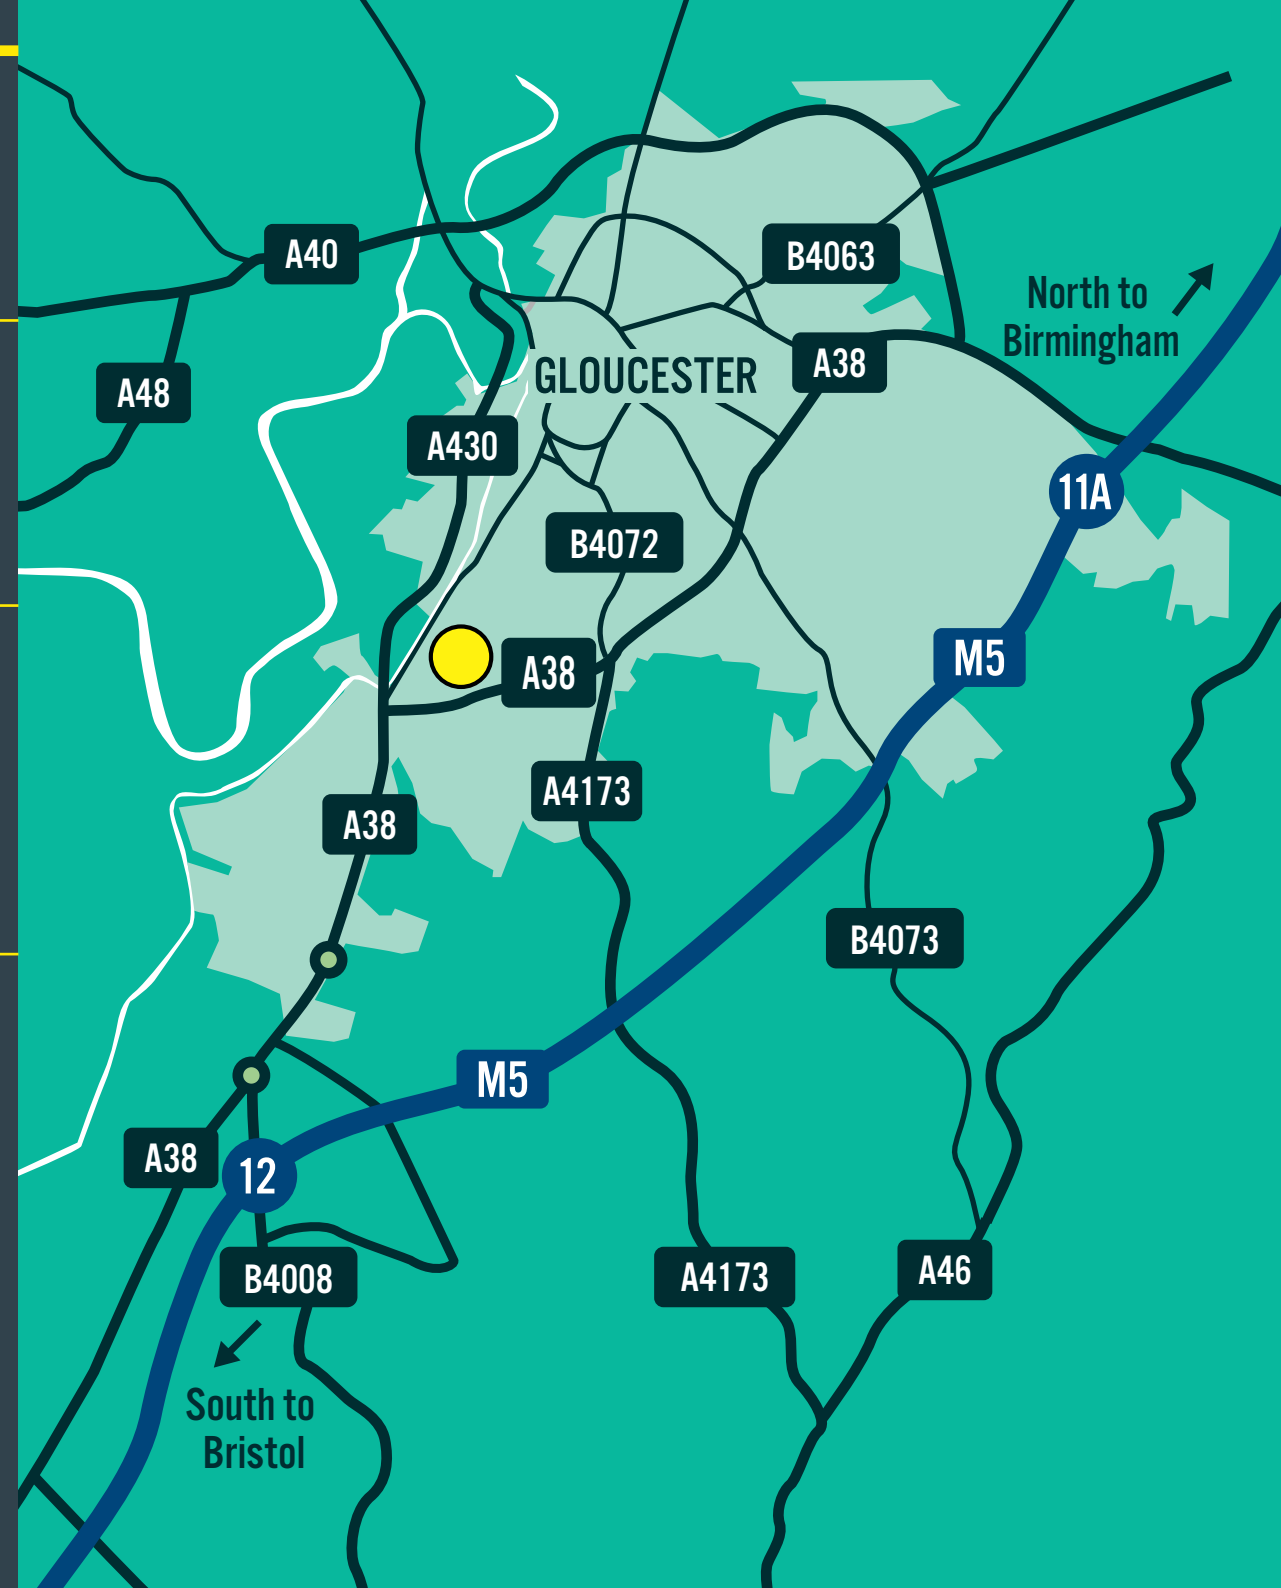 A40
B4063
North to
Birmingham
A38
GLOUCESTER
A48
A430
11A
B4072
M5
A38
A4173
A38
B4073
M5
A38
12
B4008
A4173
A46
South to
Bristol